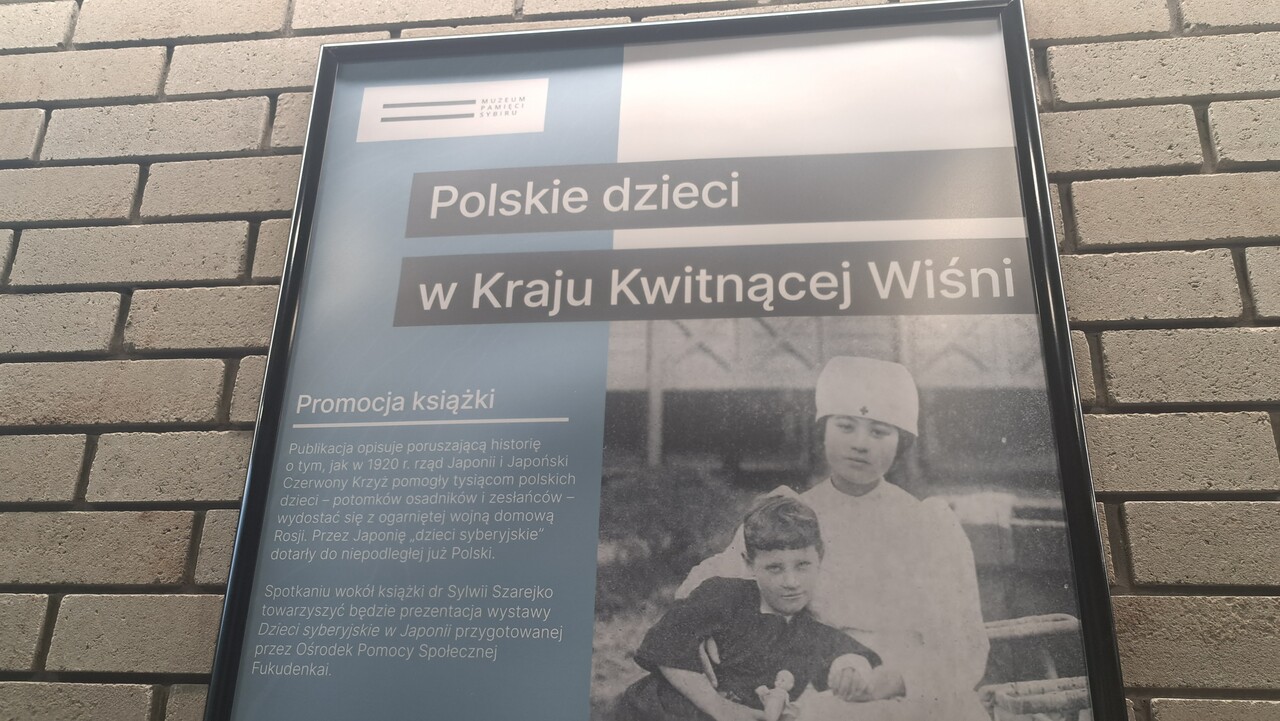 MUZEUM
PAMIĘCI
SYBIRU
Polskie dzieci
w Kraju Kwitnącej Wiśni
Promocja książki
Publikacja opisuje poruszającą historię
o tym, jak w 1920 r. rząd Japonii i Japoński
Czerwony Krzyż pomogły tysiącom polskich
dzieci – potomków osadników i zesłańców –
wydostać się z ogarniętej wojną domową
Rosji. Przez Japonię „dzieci syberyjskie”
dotarły do niepodległej już Polski.
Spotkaniu wokół książki dr Sylwii Szarejko
towarzyszyć będzie prezentacja wystawy
Dzieci syberyjskie w Japonii przygotowanej
przez Ośrodek Pomocy Społecznej
Fukudenkai.